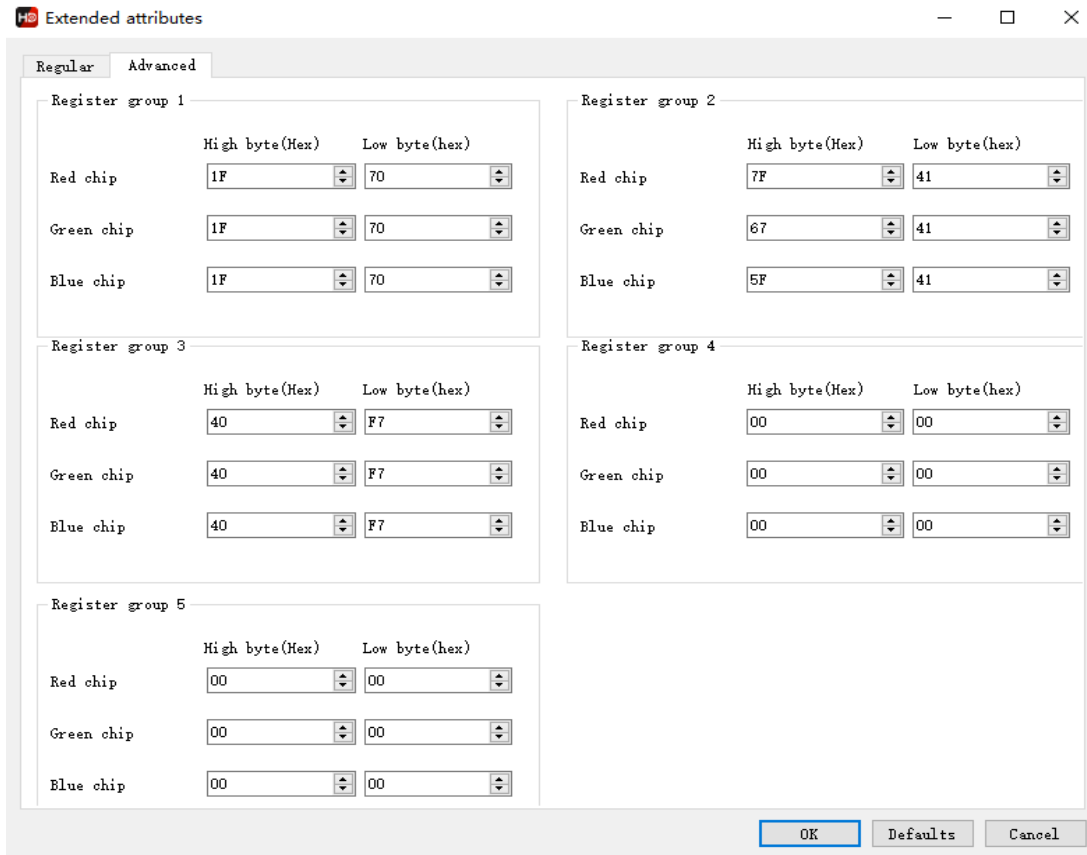 HD Extended attributes
Regular Advanced
Register group 1
High byte(Hex) Low byte(hex)
Red chip 1F 70
Green chip 1F 70
Blue chip 1F 70
Register group 2
High byte(Hex) Low byte(hex)
Red chip 7F 41
Green chip 67 41
Blue chip 5F 41
Register group 3
High byte(Hex) Low byte(hex)
Red chip 40 F7
Green chip 40 F7
Blue chip 40 F7
Register group 4
High byte(Hex) Low byte(hex)
Red chip 00 00
Green chip 00 00
Blue chip 00 00
Register group 5
High byte(Hex) Low byte(hex)
Red chip 00 00
Green chip 00 00
Blue chip 00 00
OK Defaults Cancel